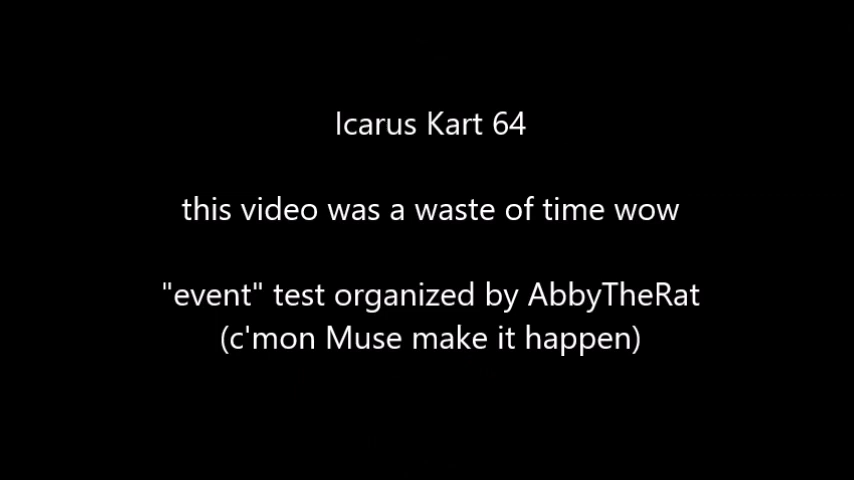 Icarus Kart 64
this video was a waste of time wow
"event" test organized by AbbyTheRat
(c'mon Muse make it happen)